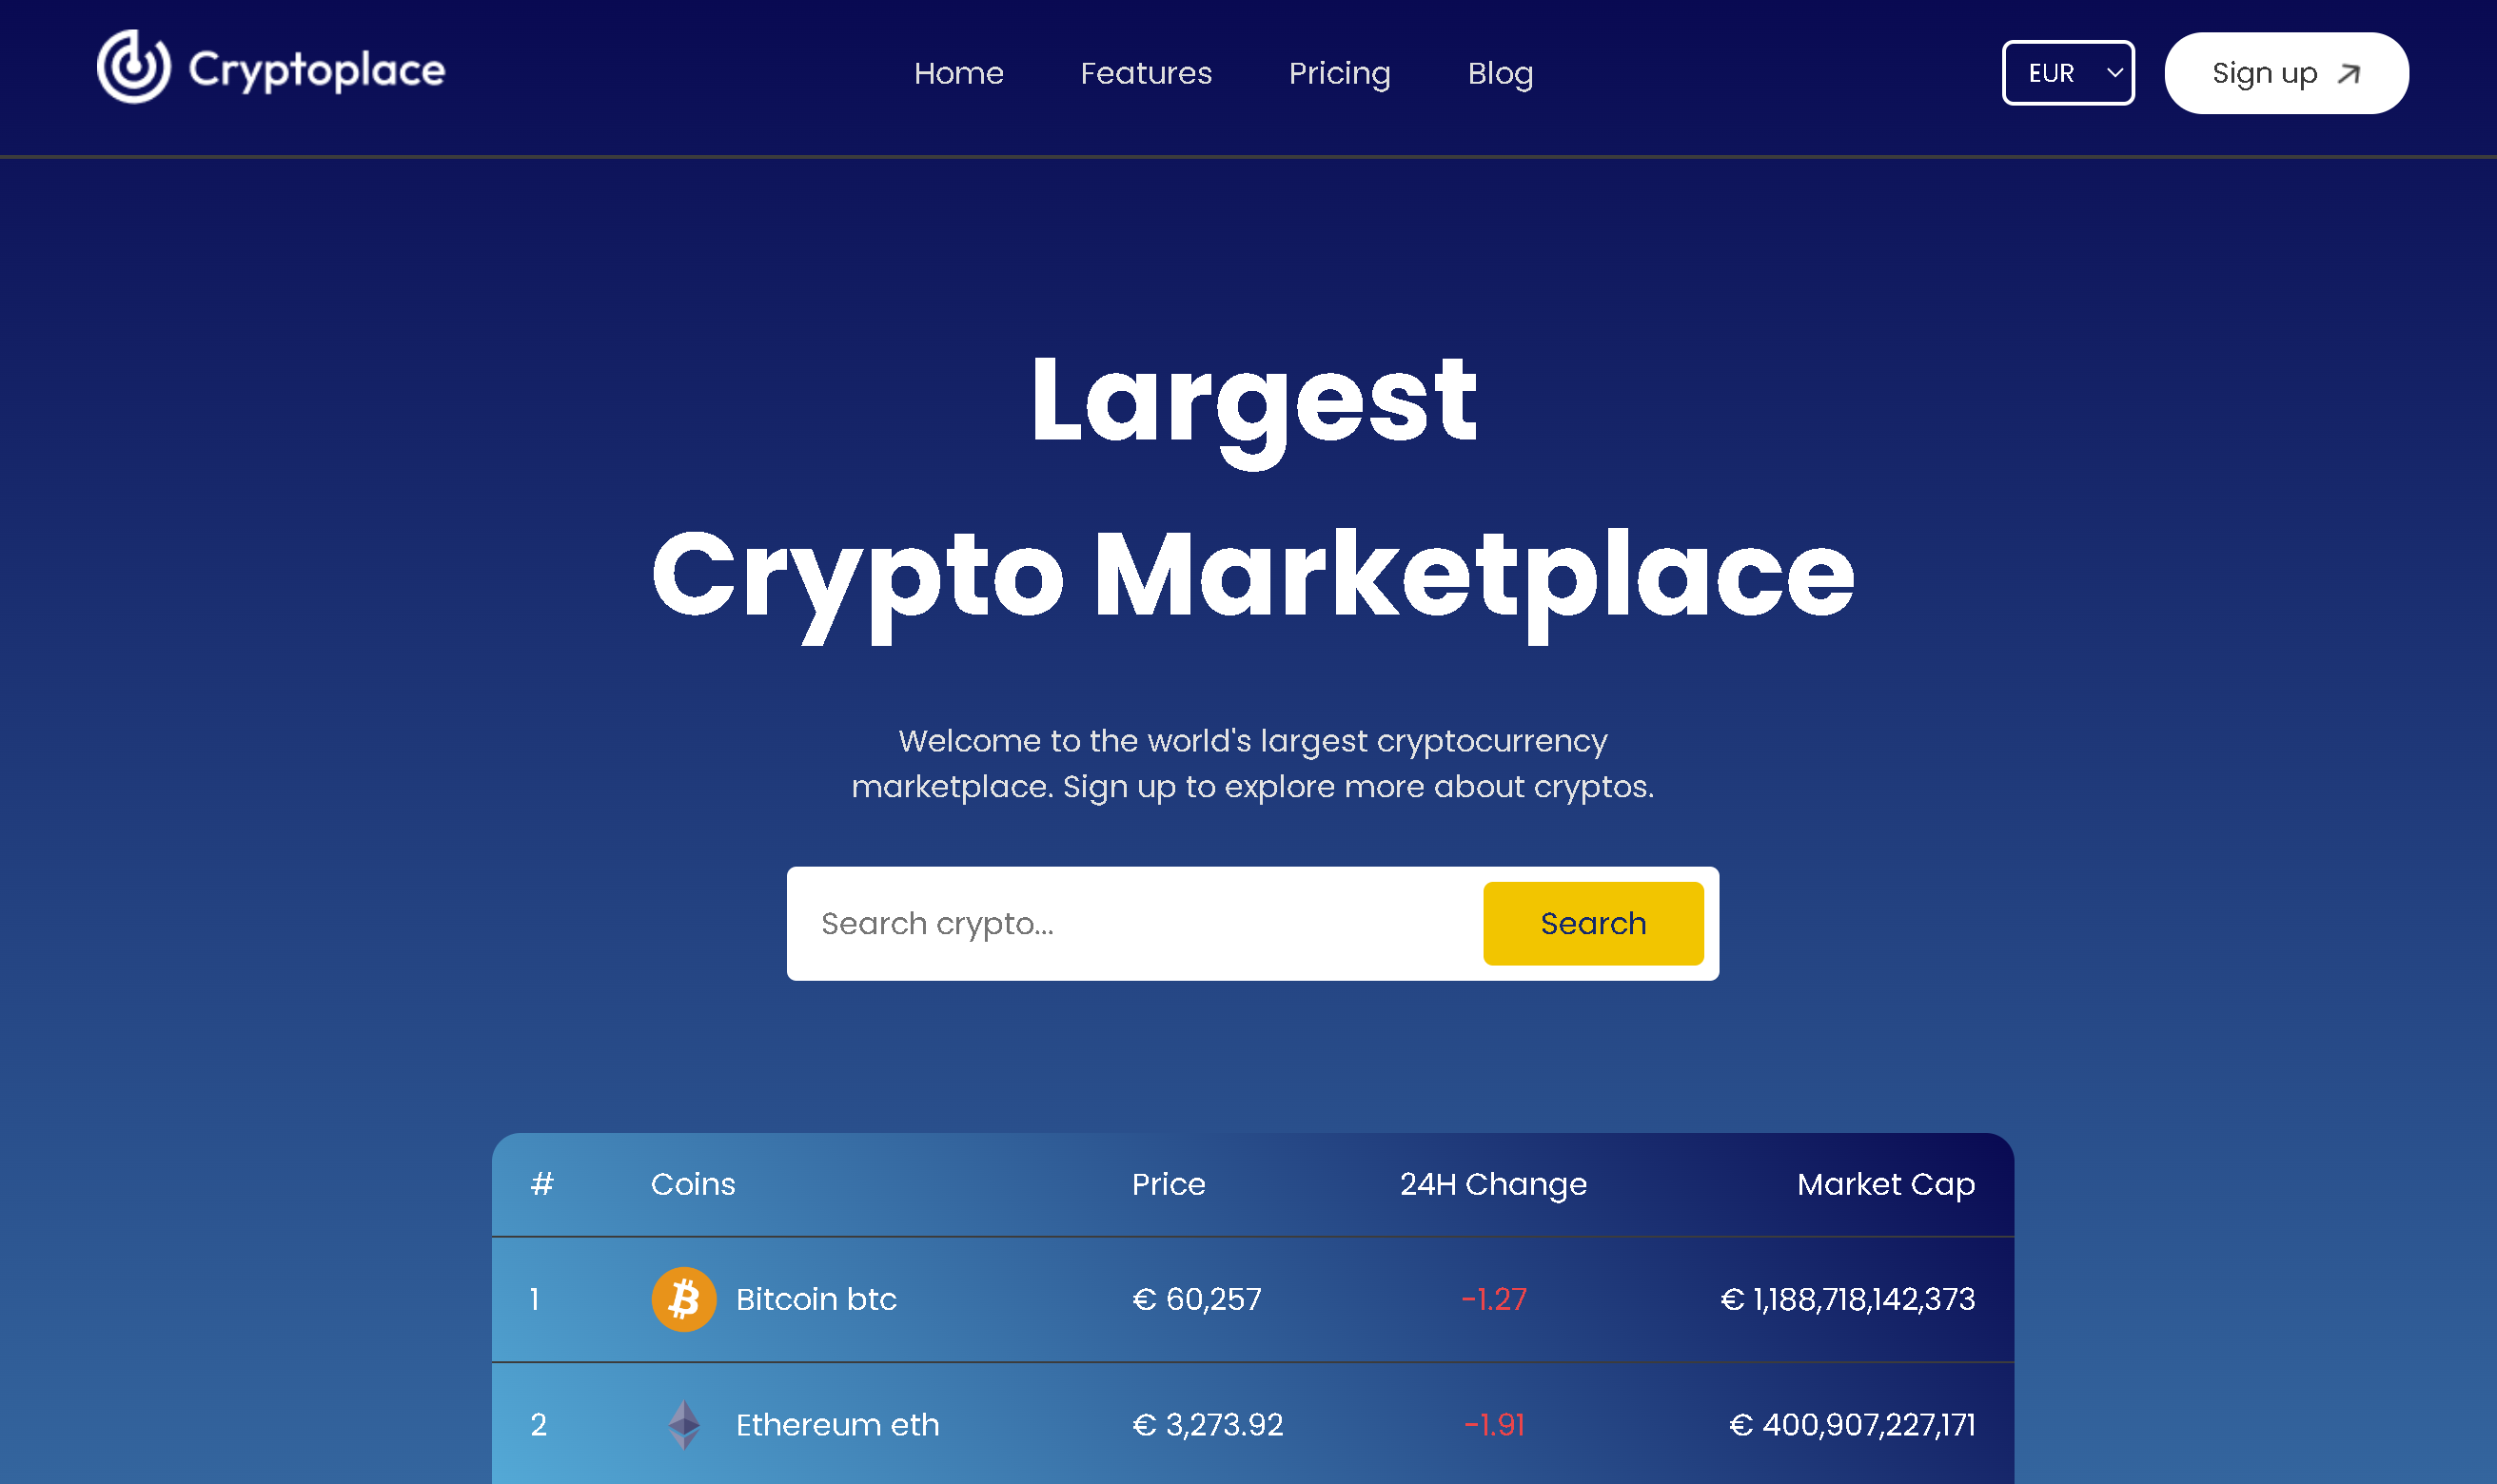 Cryptoplace Home Features Pricing Blog EUR Sign up
Largest
Crypto Marketplace
Welcome to the world's largest cryptocurrency
marketplace. Sign up to explore more about cryptos.
Search crypto... Search
# Coins Price 24H Change Market Cap
1 Bitcoin btc € 60,257 -1.27 € 1,188,718,142,373
2 Ethereum eth € 3,273.92 -1.91 € 400,907,227,171